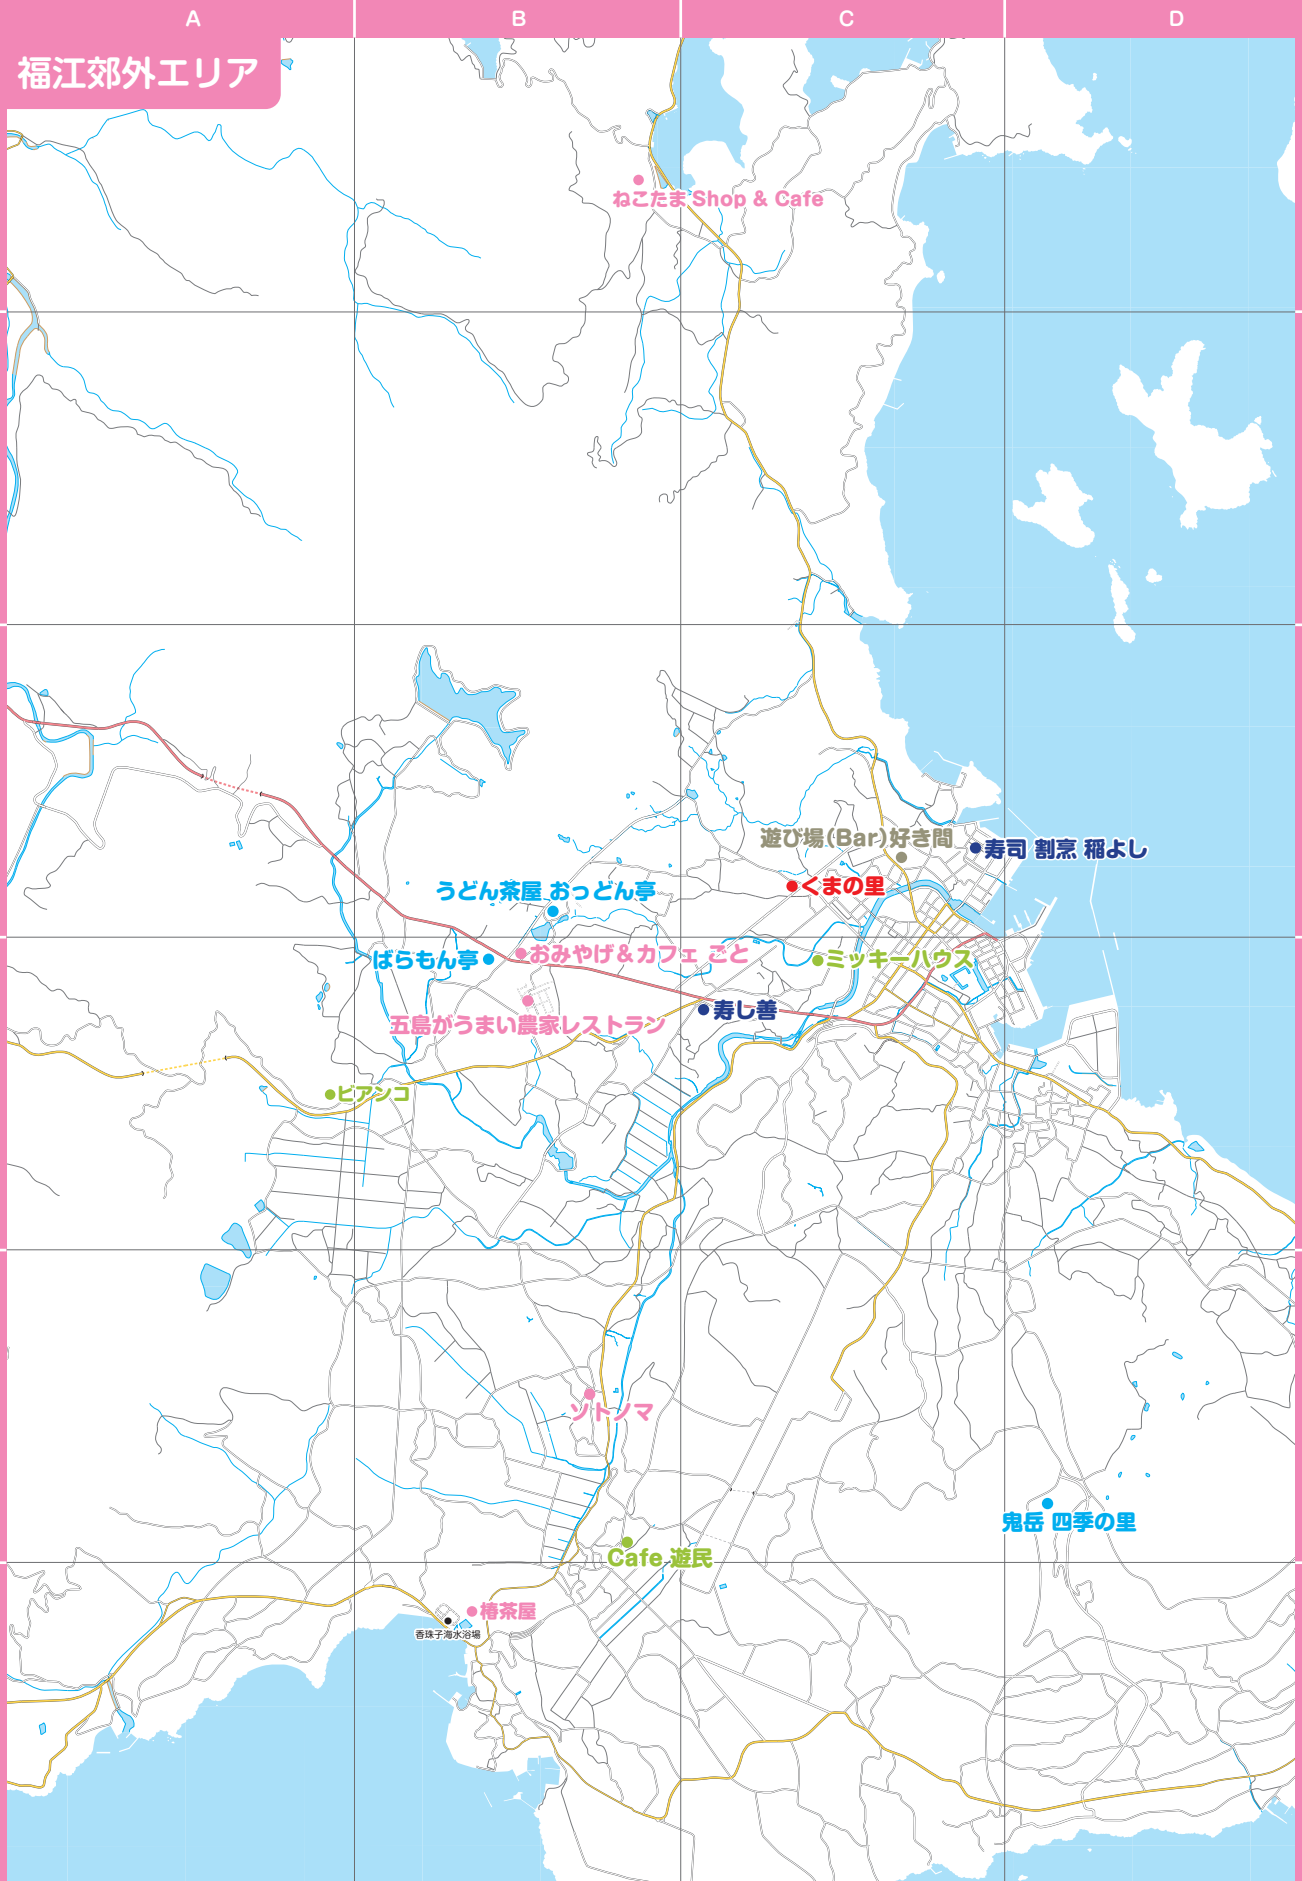 A
B
C
D
福江郊外エリア
ねこたま Shop & Cafe
遊び場(Bar)好き間
寿司 割烹 稲よし
くまの里
うどん茶屋 おっどん亭
おみやげ&カフェ ごと
ばらもん亭
ミッキーハウス
寿し善
五島がうまい農家レストラン
ビアンコ
ソトノマ
鬼岳 四季の里
Cafe 遊民
椿茶屋
香珠子海水浴場